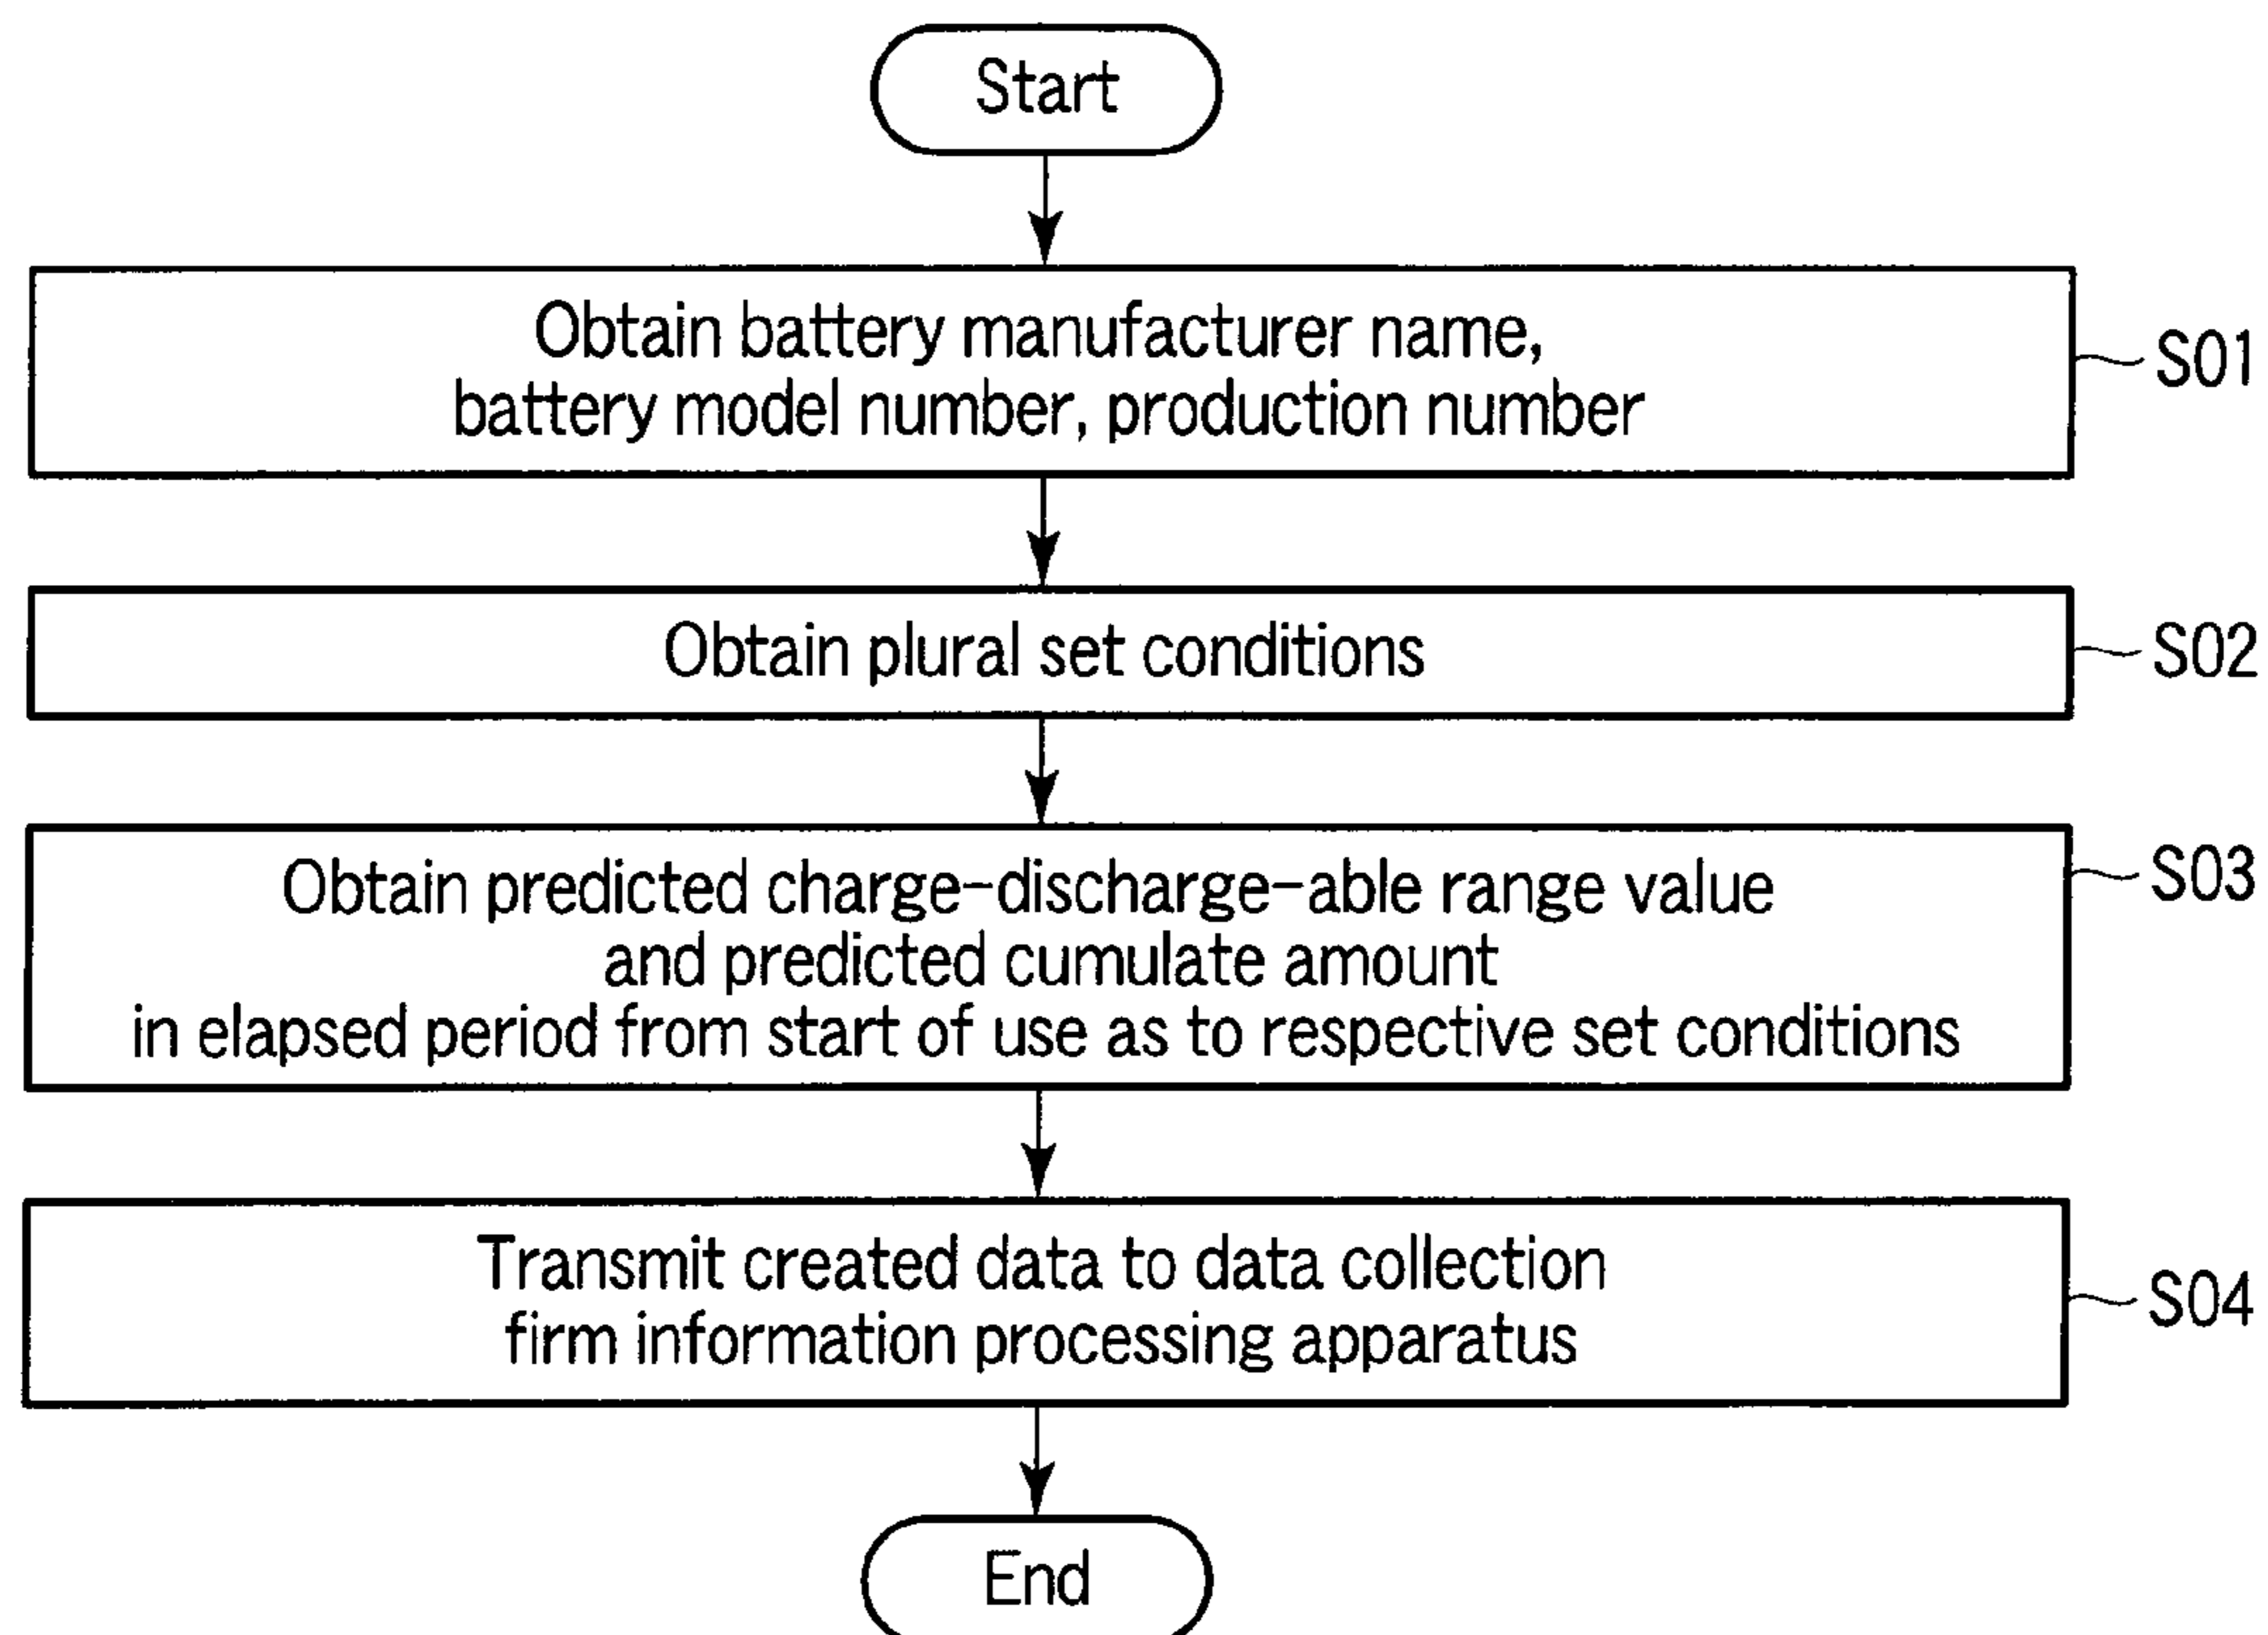 Start
Obtain battery manufacturer name,
battery model number, production number
S01
Obtain plural set conditions
S02
Obtain predicted charge-discharge-able range value
and predicted cumulate amount
in elapsed period from start of use as to respective set conditions
S03
Transmit created data to data collection
firm information processing apparatus
S04
End